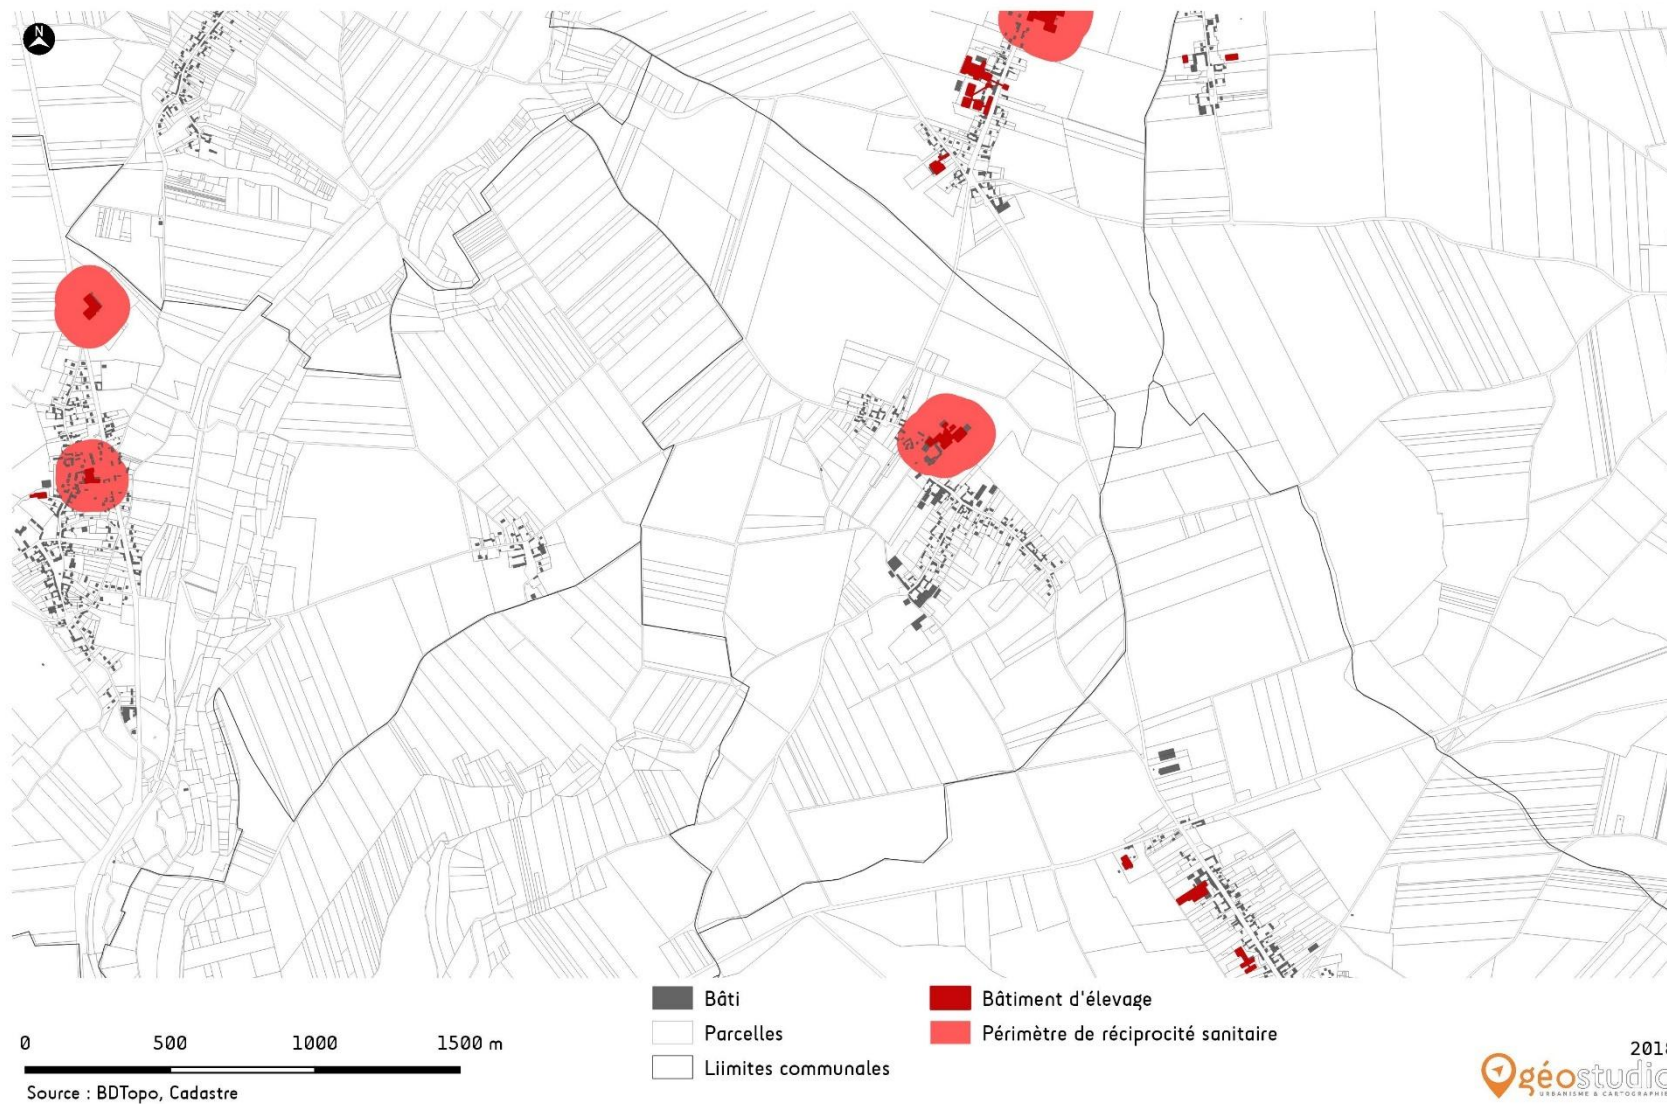 N
Bâti
Parcelles
Liimites communales
Bâtiment d'élevage
Périmètre de réciprocité sanitaire
0 500 1000 1500 m
Source : BDTopo, Cadastre
2018
géostudio
URBANISME & CARTOGRAPHIE